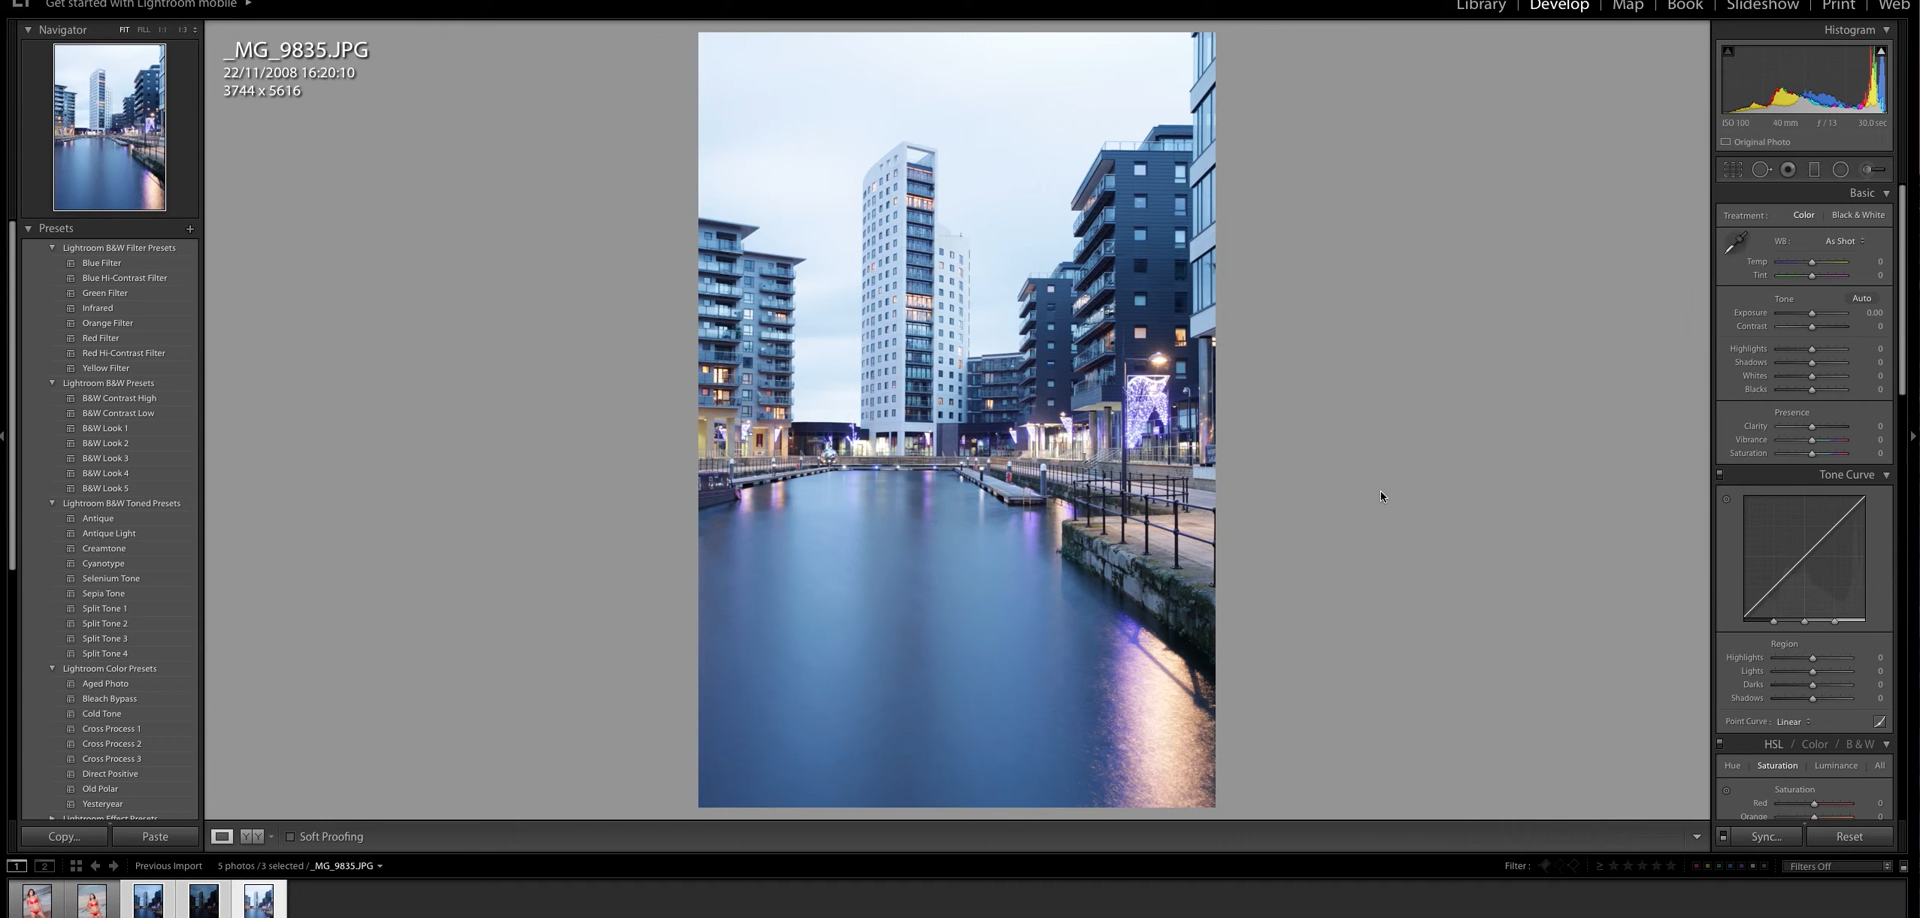 Get started with Lightroom mobile
Library | Develop | Map | Book | Slideshow | Print | Web
Navigator FIT FILL 1:1 1:3
_MG_9835.JPG
22/11/2008 16:20:10
3744 x 5616
Histogram
ISO 100 40 mm ƒ / 13 30.0 sec
Original Photo
Basic
Treatment : Color Black & White
WB : As Shot
Temp 0
Tint 0
Tone Auto
Exposure 0.00
Contrast 0
Highlights 0
Shadows 0
Whites 0
Blacks 0
Presence
Clarity 0
Vibrance 0
Saturation 0
Tone Curve
Region
Highlights 0
Lights 0
Darks 0
Shadows 0
Point Curve : Linear
HSL / Color / B & W
Hue Saturation Luminance All
Saturation
Red 0
Orange 0
Sync... Reset
Presets +
Lightroom B&W Filter Presets
Blue Filter
Blue Hi-Contrast Filter
Green Filter
Infrared
Orange Filter
Red Filter
Red Hi-Contrast Filter
Yellow Filter
Lightroom B&W Presets
B&W Contrast High
B&W Contrast Low
B&W Look 1
B&W Look 2
B&W Look 3
B&W Look 4
B&W Look 5
Lightroom B&W Toned Presets
Antique
Antique Light
Creamtone
Cyanotype
Selenium Tone
Sepia Tone
Split Tone 1
Split Tone 2
Split Tone 3
Split Tone 4
Lightroom Color Presets
Aged Photo
Bleach Bypass
Cold Tone
Cross Process 1
Cross Process 2
Cross Process 3
Direct Positive
Old Polar
Yesteryear
Lightroom Effect Presets
Copy... Paste
Y Y Soft Proofing
1 2 Previous Import 5 photos / 3 selected / _MG_9835.JPG
Filter : ≥ Filters Off